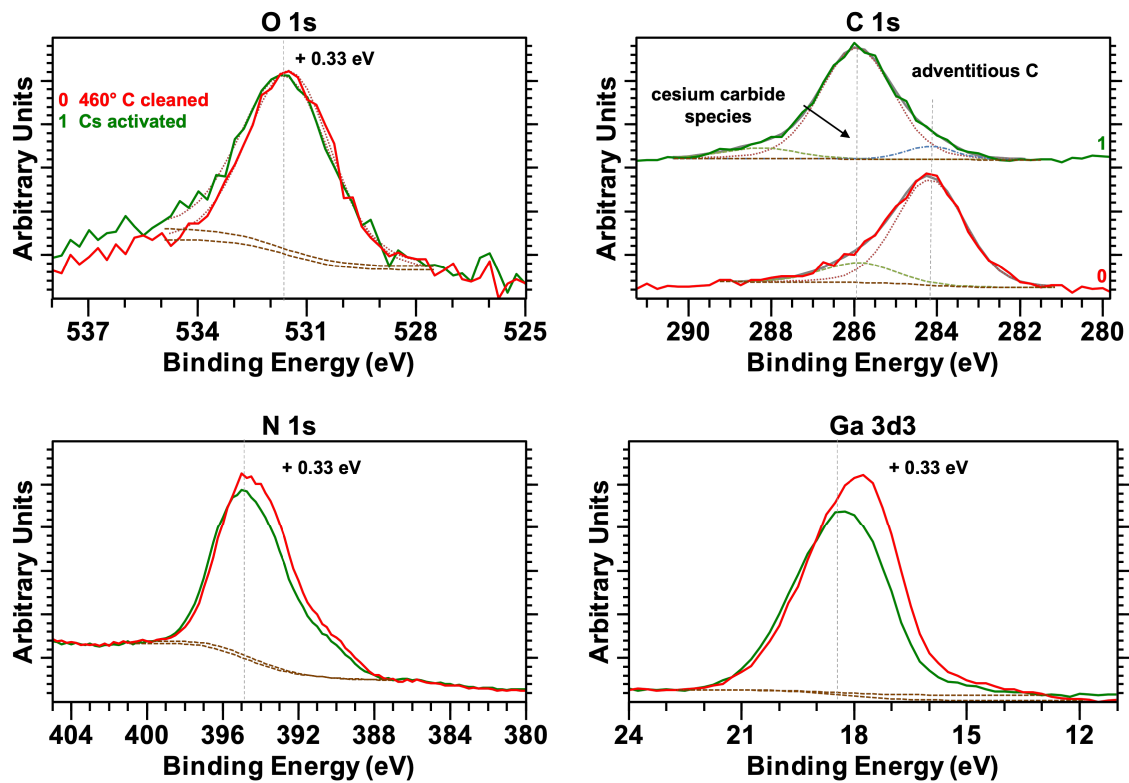 O 1s
+ 0.33 eV
0 460° C cleaned
1 Cs activated
Arbitrary Units
537 534 531 528 525
Binding Energy (eV)
C 1s
adventitious C
cesium carbide
species
1
0
Arbitrary Units
290 288 286 284 282 280
Binding Energy (eV)
N 1s
+ 0.33 eV
Arbitrary Units
404 400 396 392 388 384 380
Binding Energy (eV)
Ga 3d3
+ 0.33 eV
Arbitrary Units
24 21 18 15 12
Binding Energy (eV)